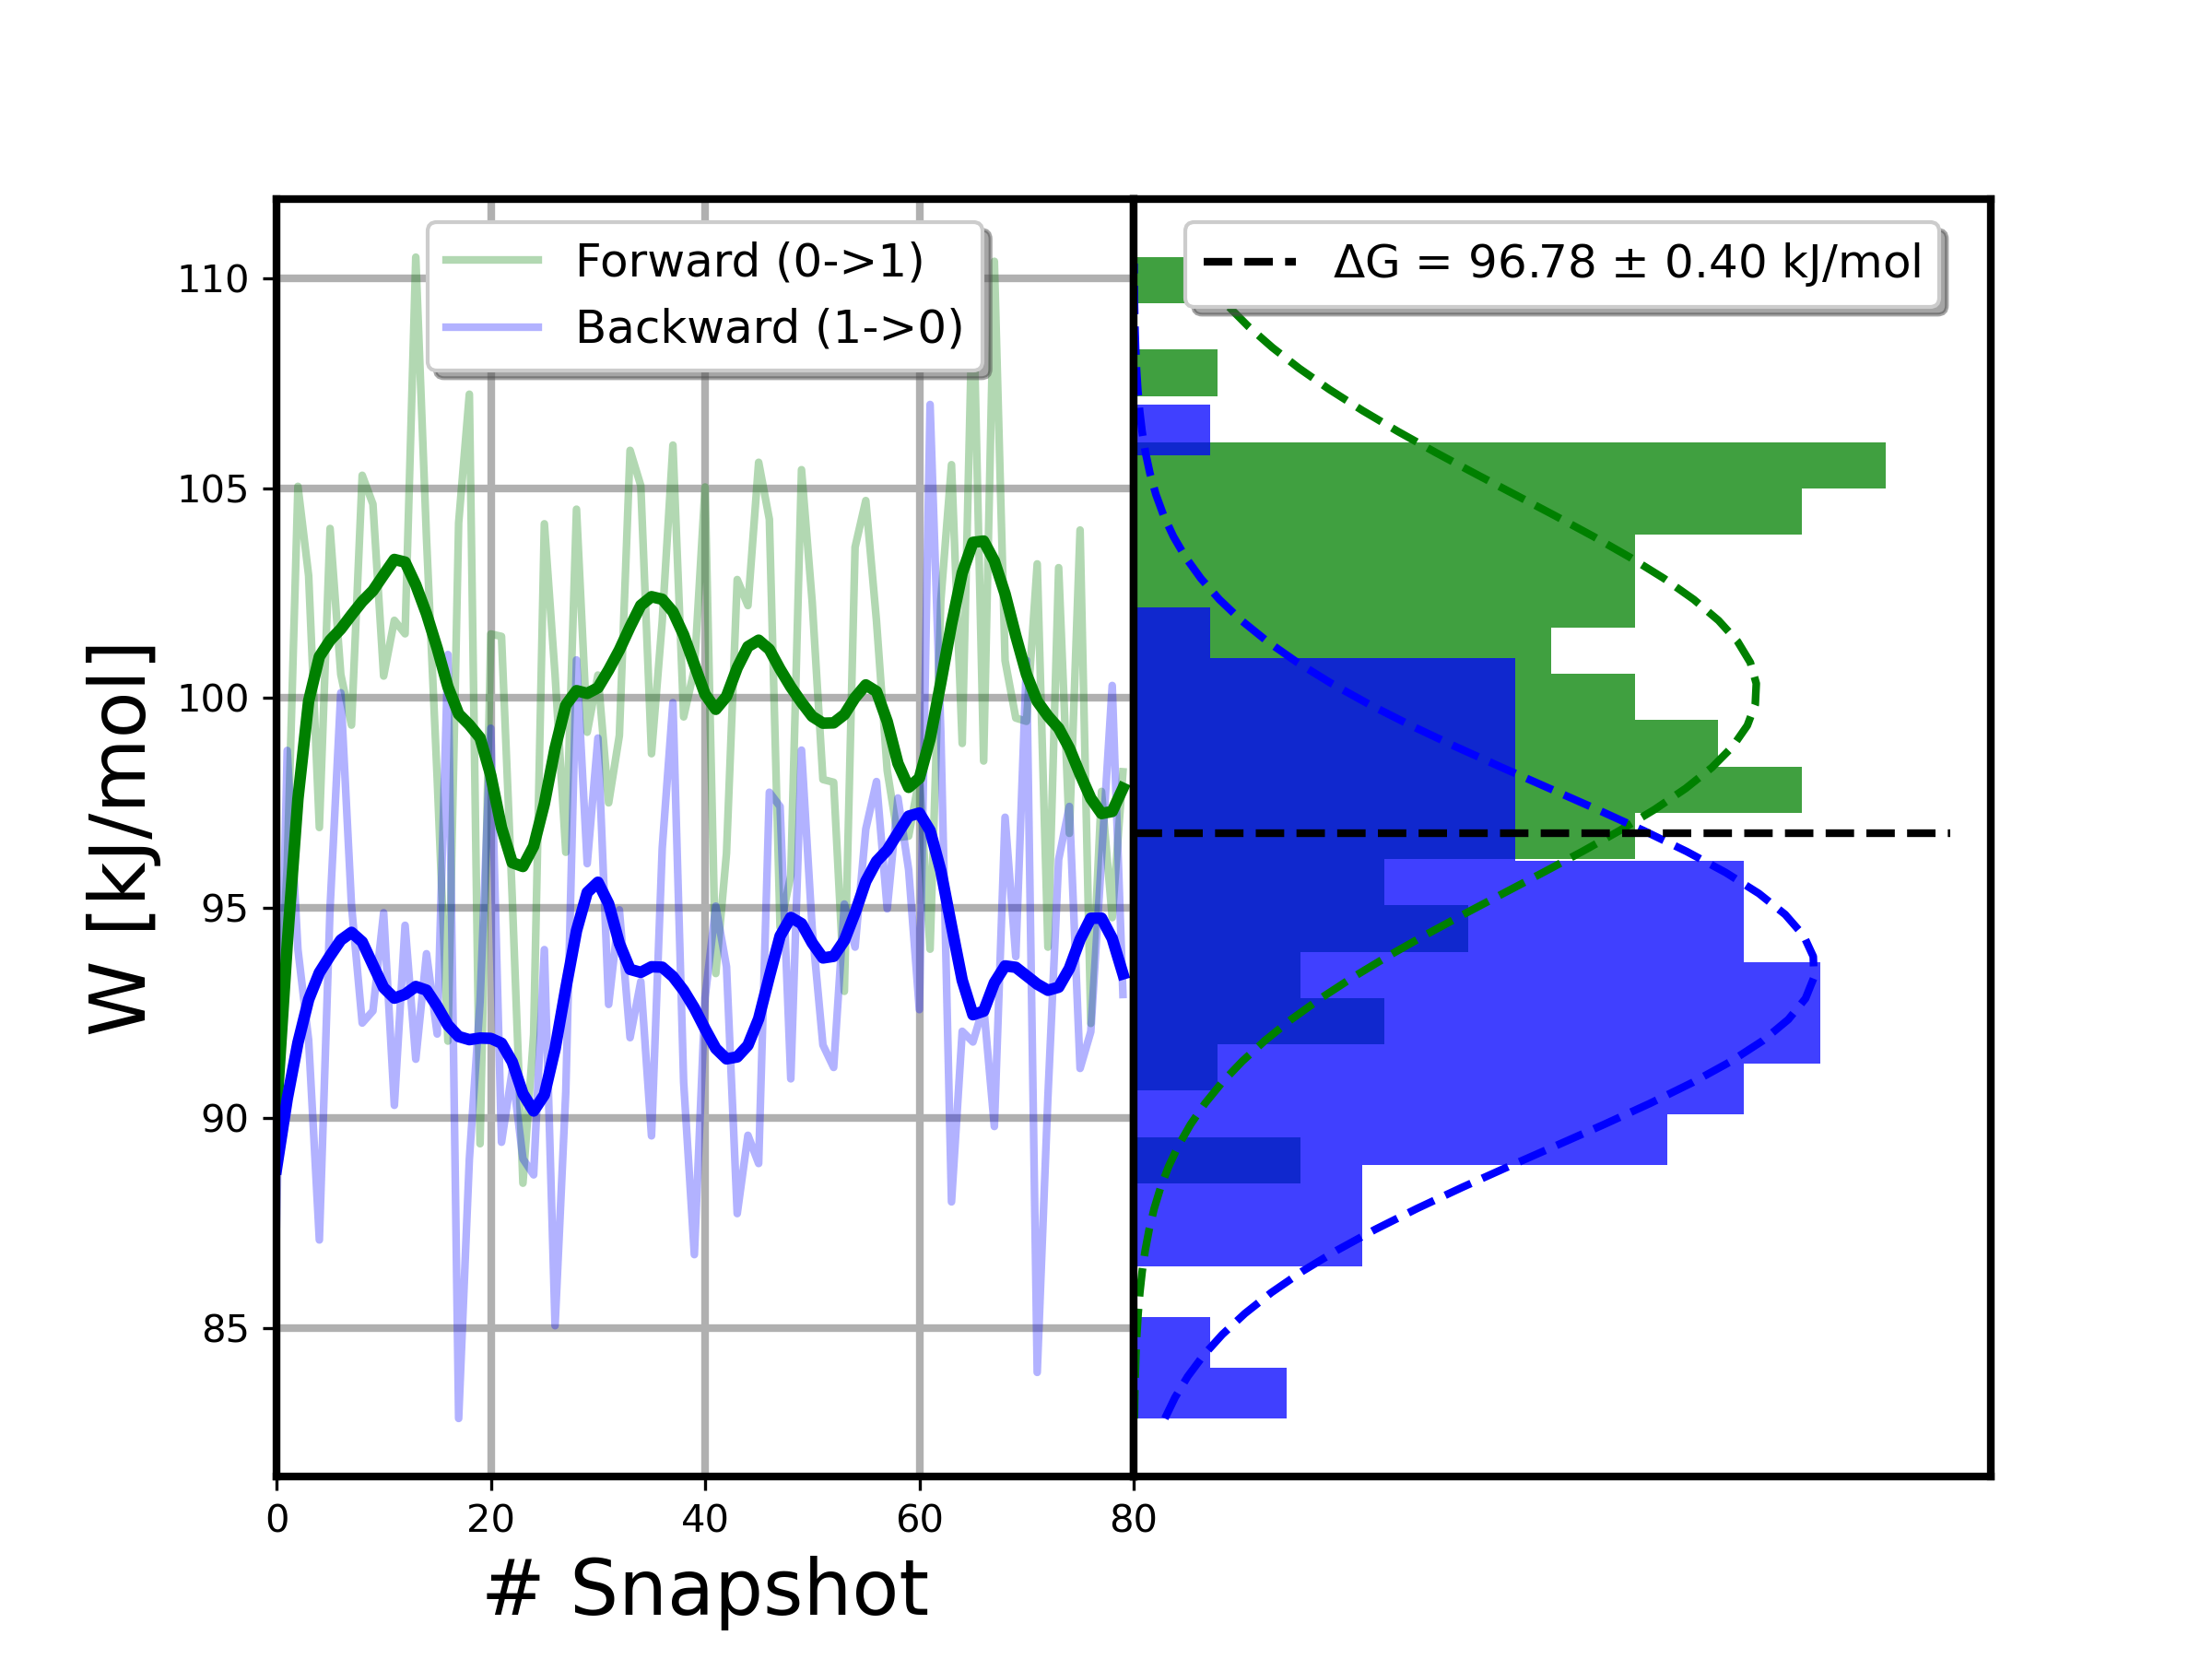 Forward (0->1)
Backward (1->0)
ΔG = 96.78 ± 0.40 kJ/mol
W [kJ/mol]
110
105
100
95
90
85
0 20 40 60 80
# Snapshot